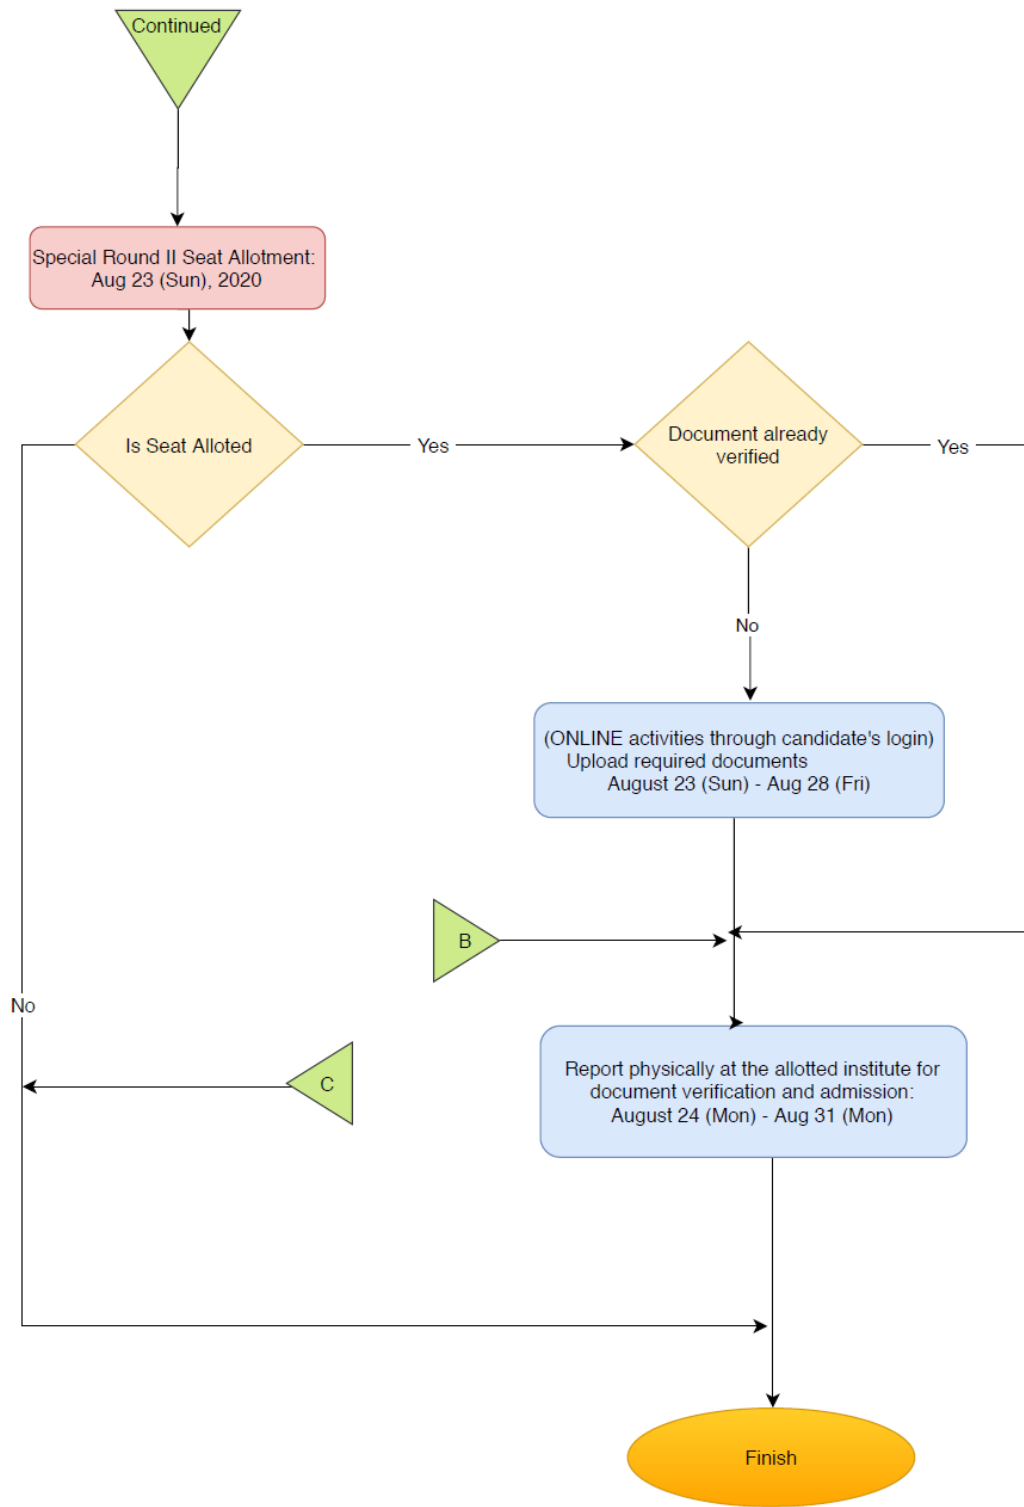 Continued
Special Round II Seat Allotment:
Aug 23 (Sun), 2020
Is Seat Alloted
Yes
Document already
verified
Yes
No
(ONLINE activities through candidate's login)
Upload required documents
August 23 (Sun) - Aug 28 (Fri)
B
No
C
Report physically at the allotted institute for
document verification and admission:
August 24 (Mon) - Aug 31 (Mon)
Finish